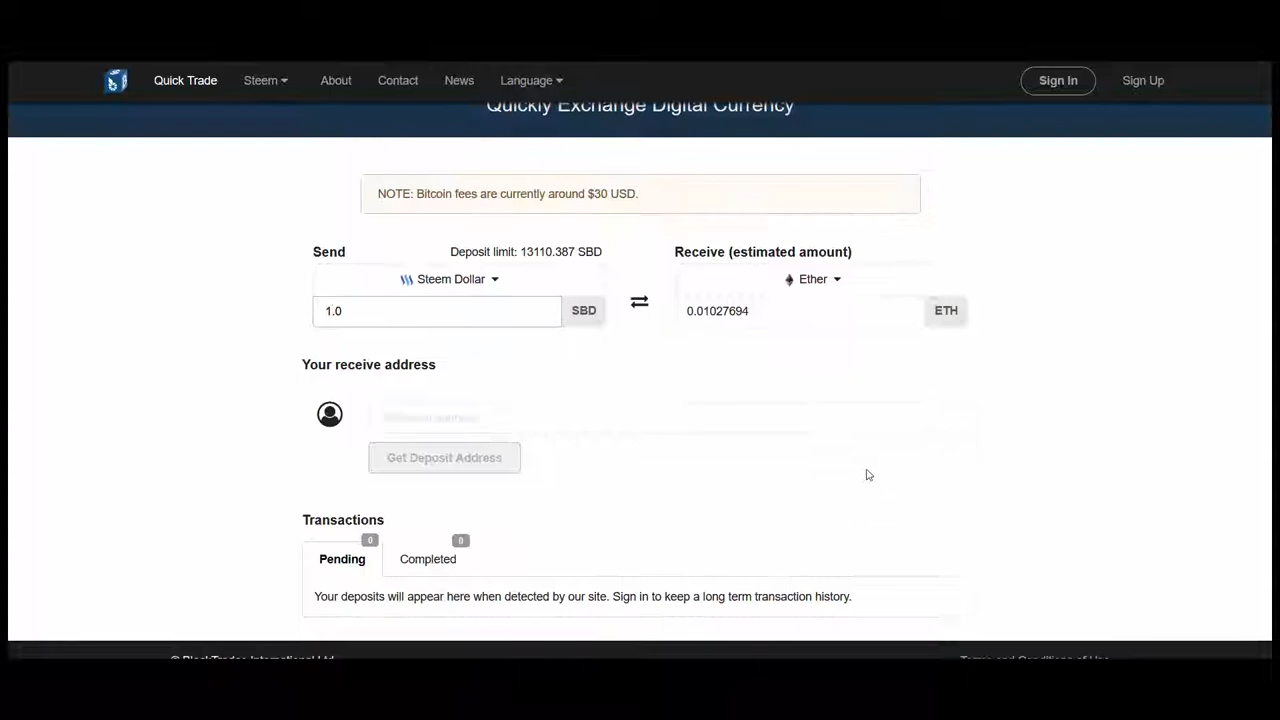 Quick Trade Steem About Contact News Language Sign In Sign Up
Quickly Exchange Digital Currency
NOTE: Bitcoin fees are currently around $30 USD.
Send Deposit limit: 13110.387 SBD Receive (estimated amount)
Steem Dollar Ether
1.0 SBD 0.01027694 ETH
Your receive address
Get Deposit Address
Transactions
0 0
Pending Completed
Your deposits will appear here when detected by our site. Sign in to keep a long term transaction history.